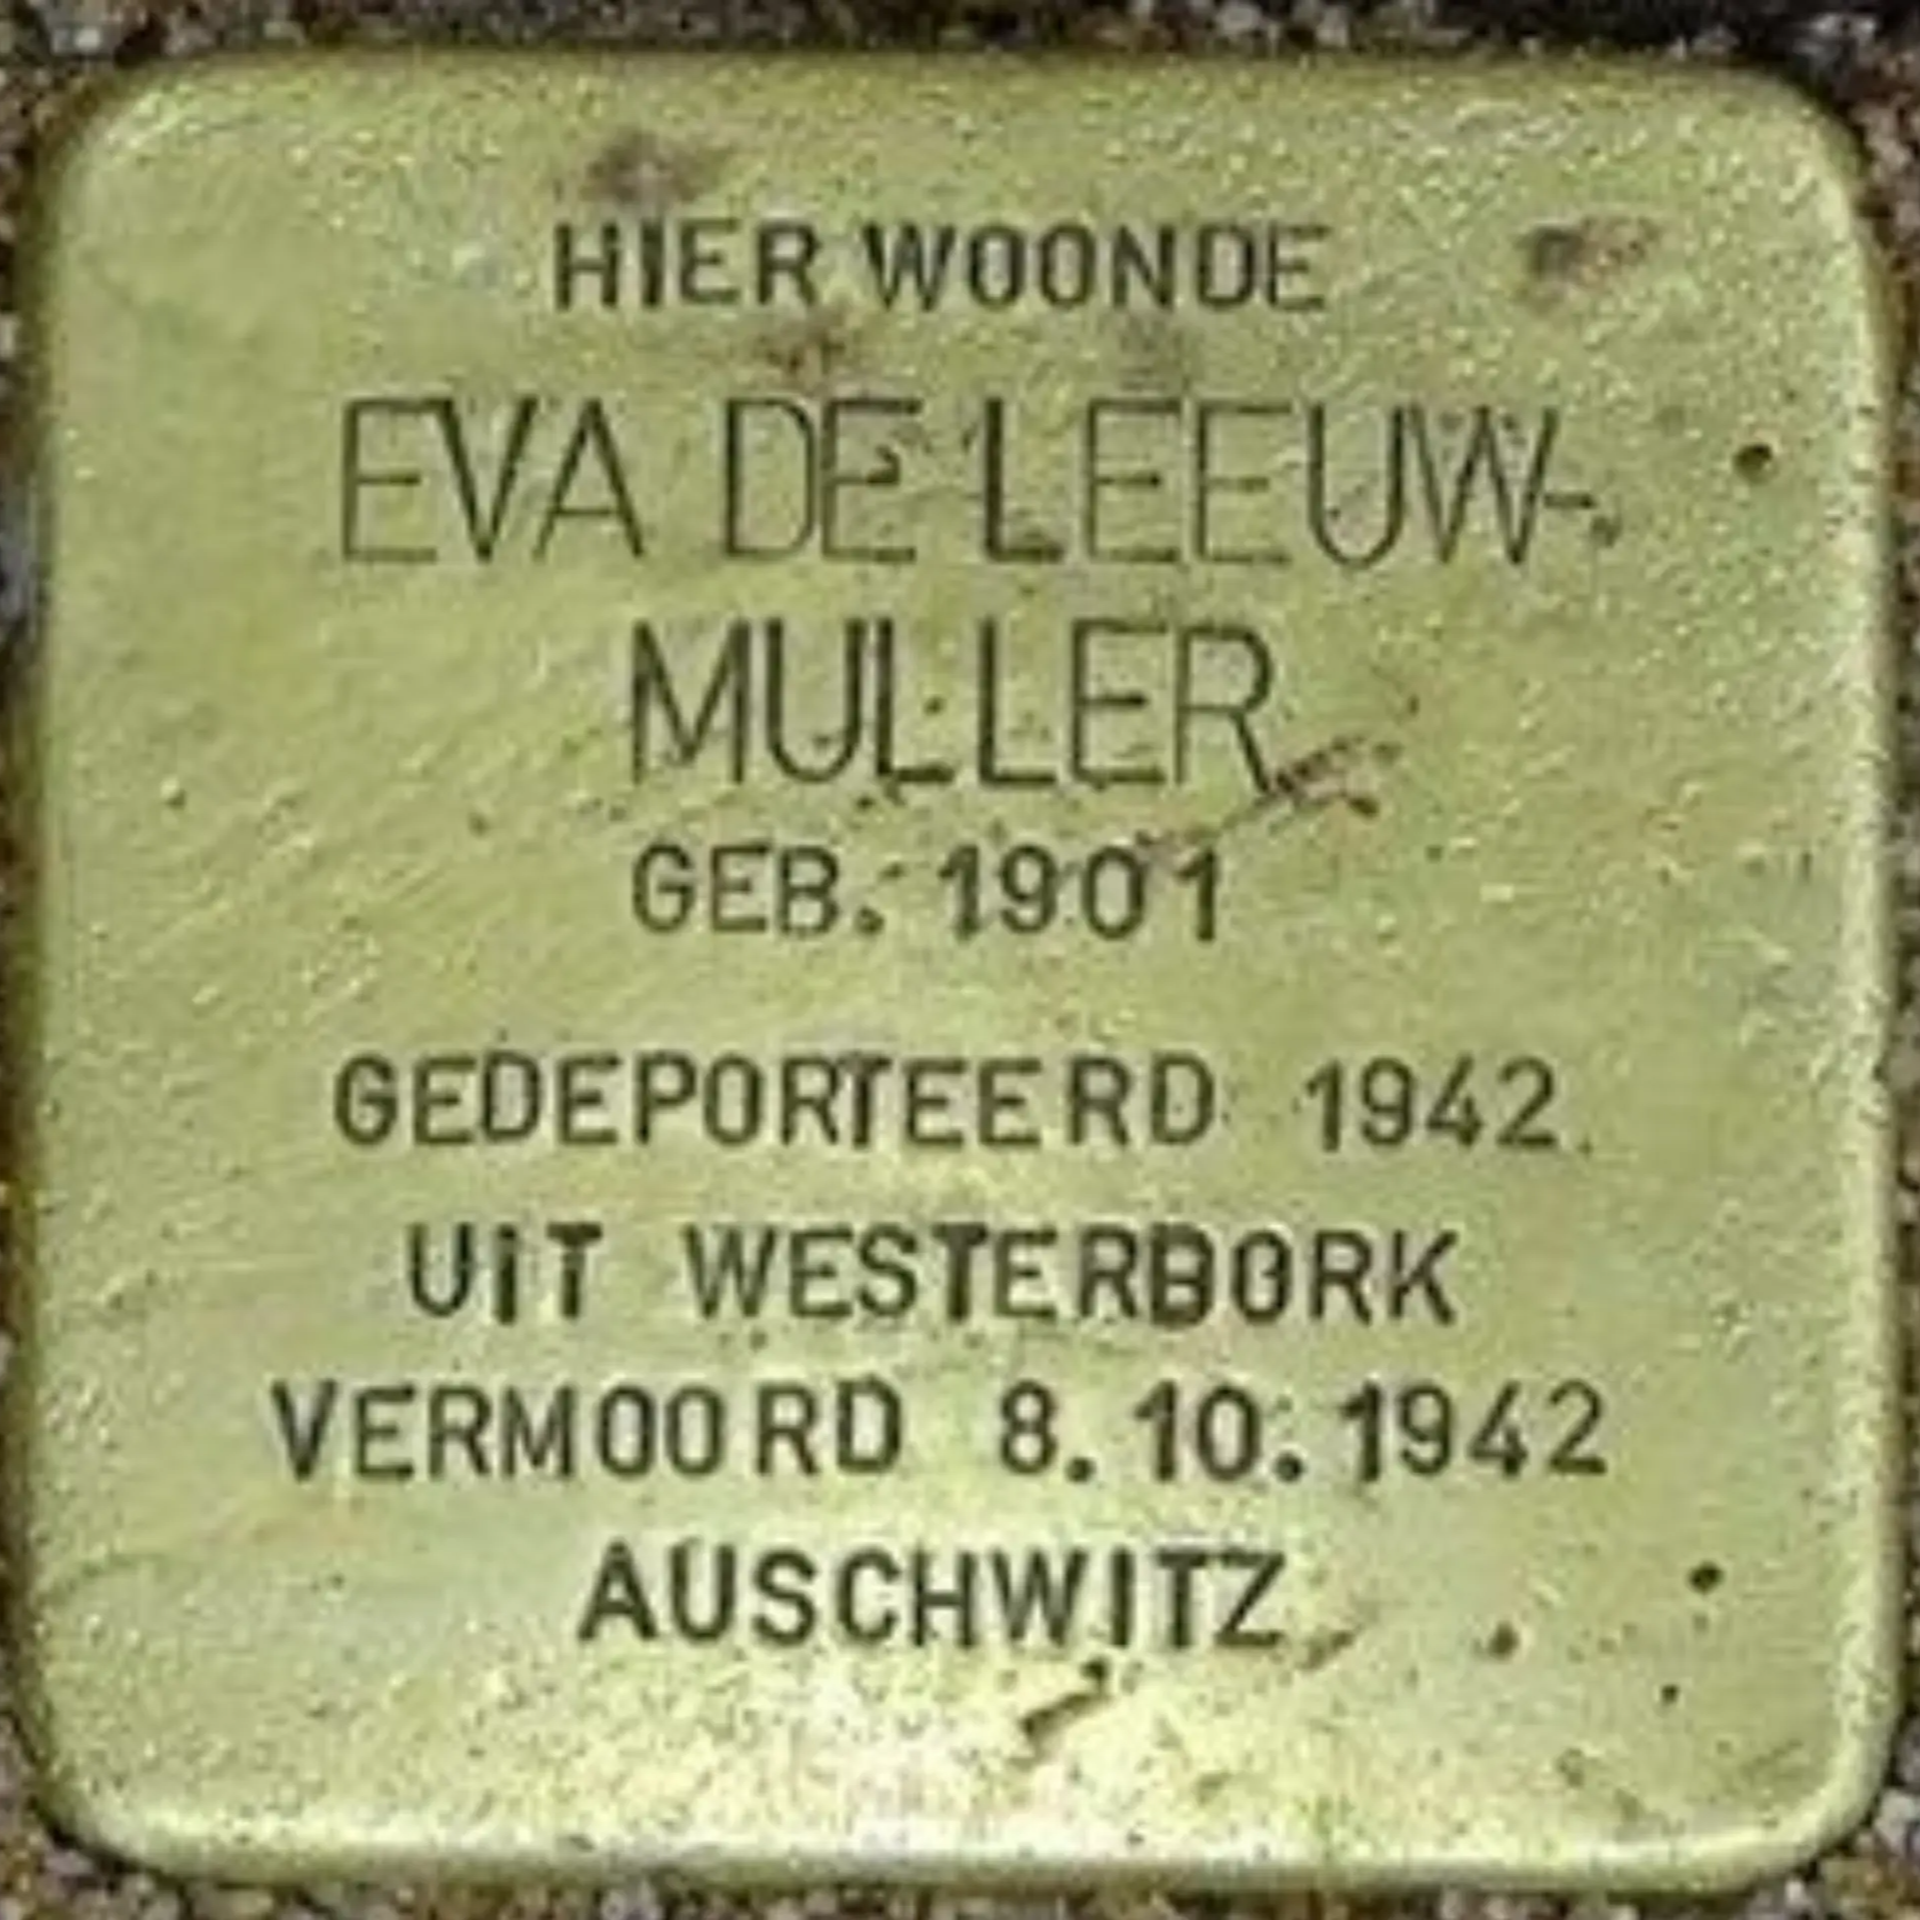 HIER WOONDE
EVA DE LEEUW-
MULLER
GEB. 1901
GEDEPORTEERD 1942
UIT WESTERBORK
VERMOORD 8.10.1942
AUSCHWITZ